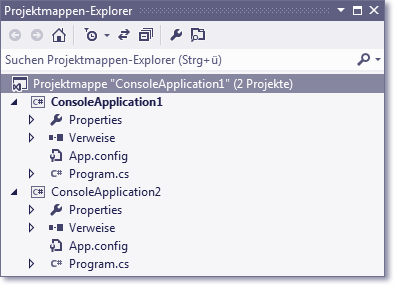 Projektmappen-Explorer
Suchen Projektmappen-Explorer (Strg+ü)
Projektmappe "ConsoleApplication1" (2 Projekte)
C# ConsoleApplication1
Properties
Verweise
App.config
C# Program.cs
C# ConsoleApplication2
Properties
Verweise
App.config
C# Program.cs